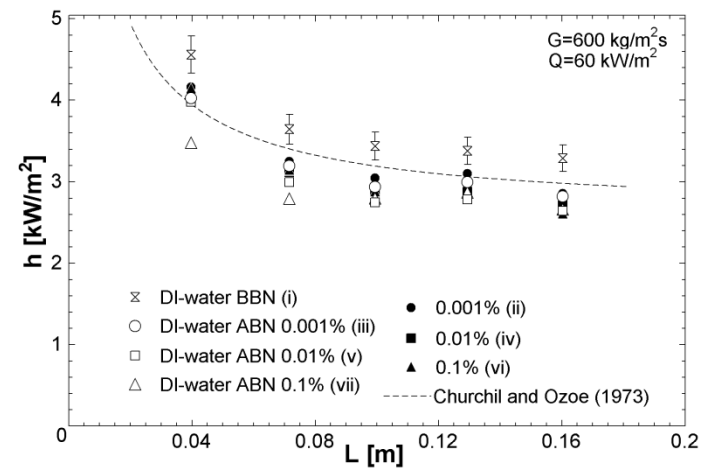 5
G=600 kg/m²s
Q=60 kW/m²
4
3
h [kW/m²]
2
DI-water BBN (i)
0.001% (ii)
DI-water ABN 0.001% (iii)
0.01% (iv)
DI-water ABN 0.01% (v)
0.1% (vi)
DI-water ABN 0.1% (vii)
Churchil and Ozoe (1973)
1
0
0
0.04
0.08
0.12
0.16
0.2
L [m]